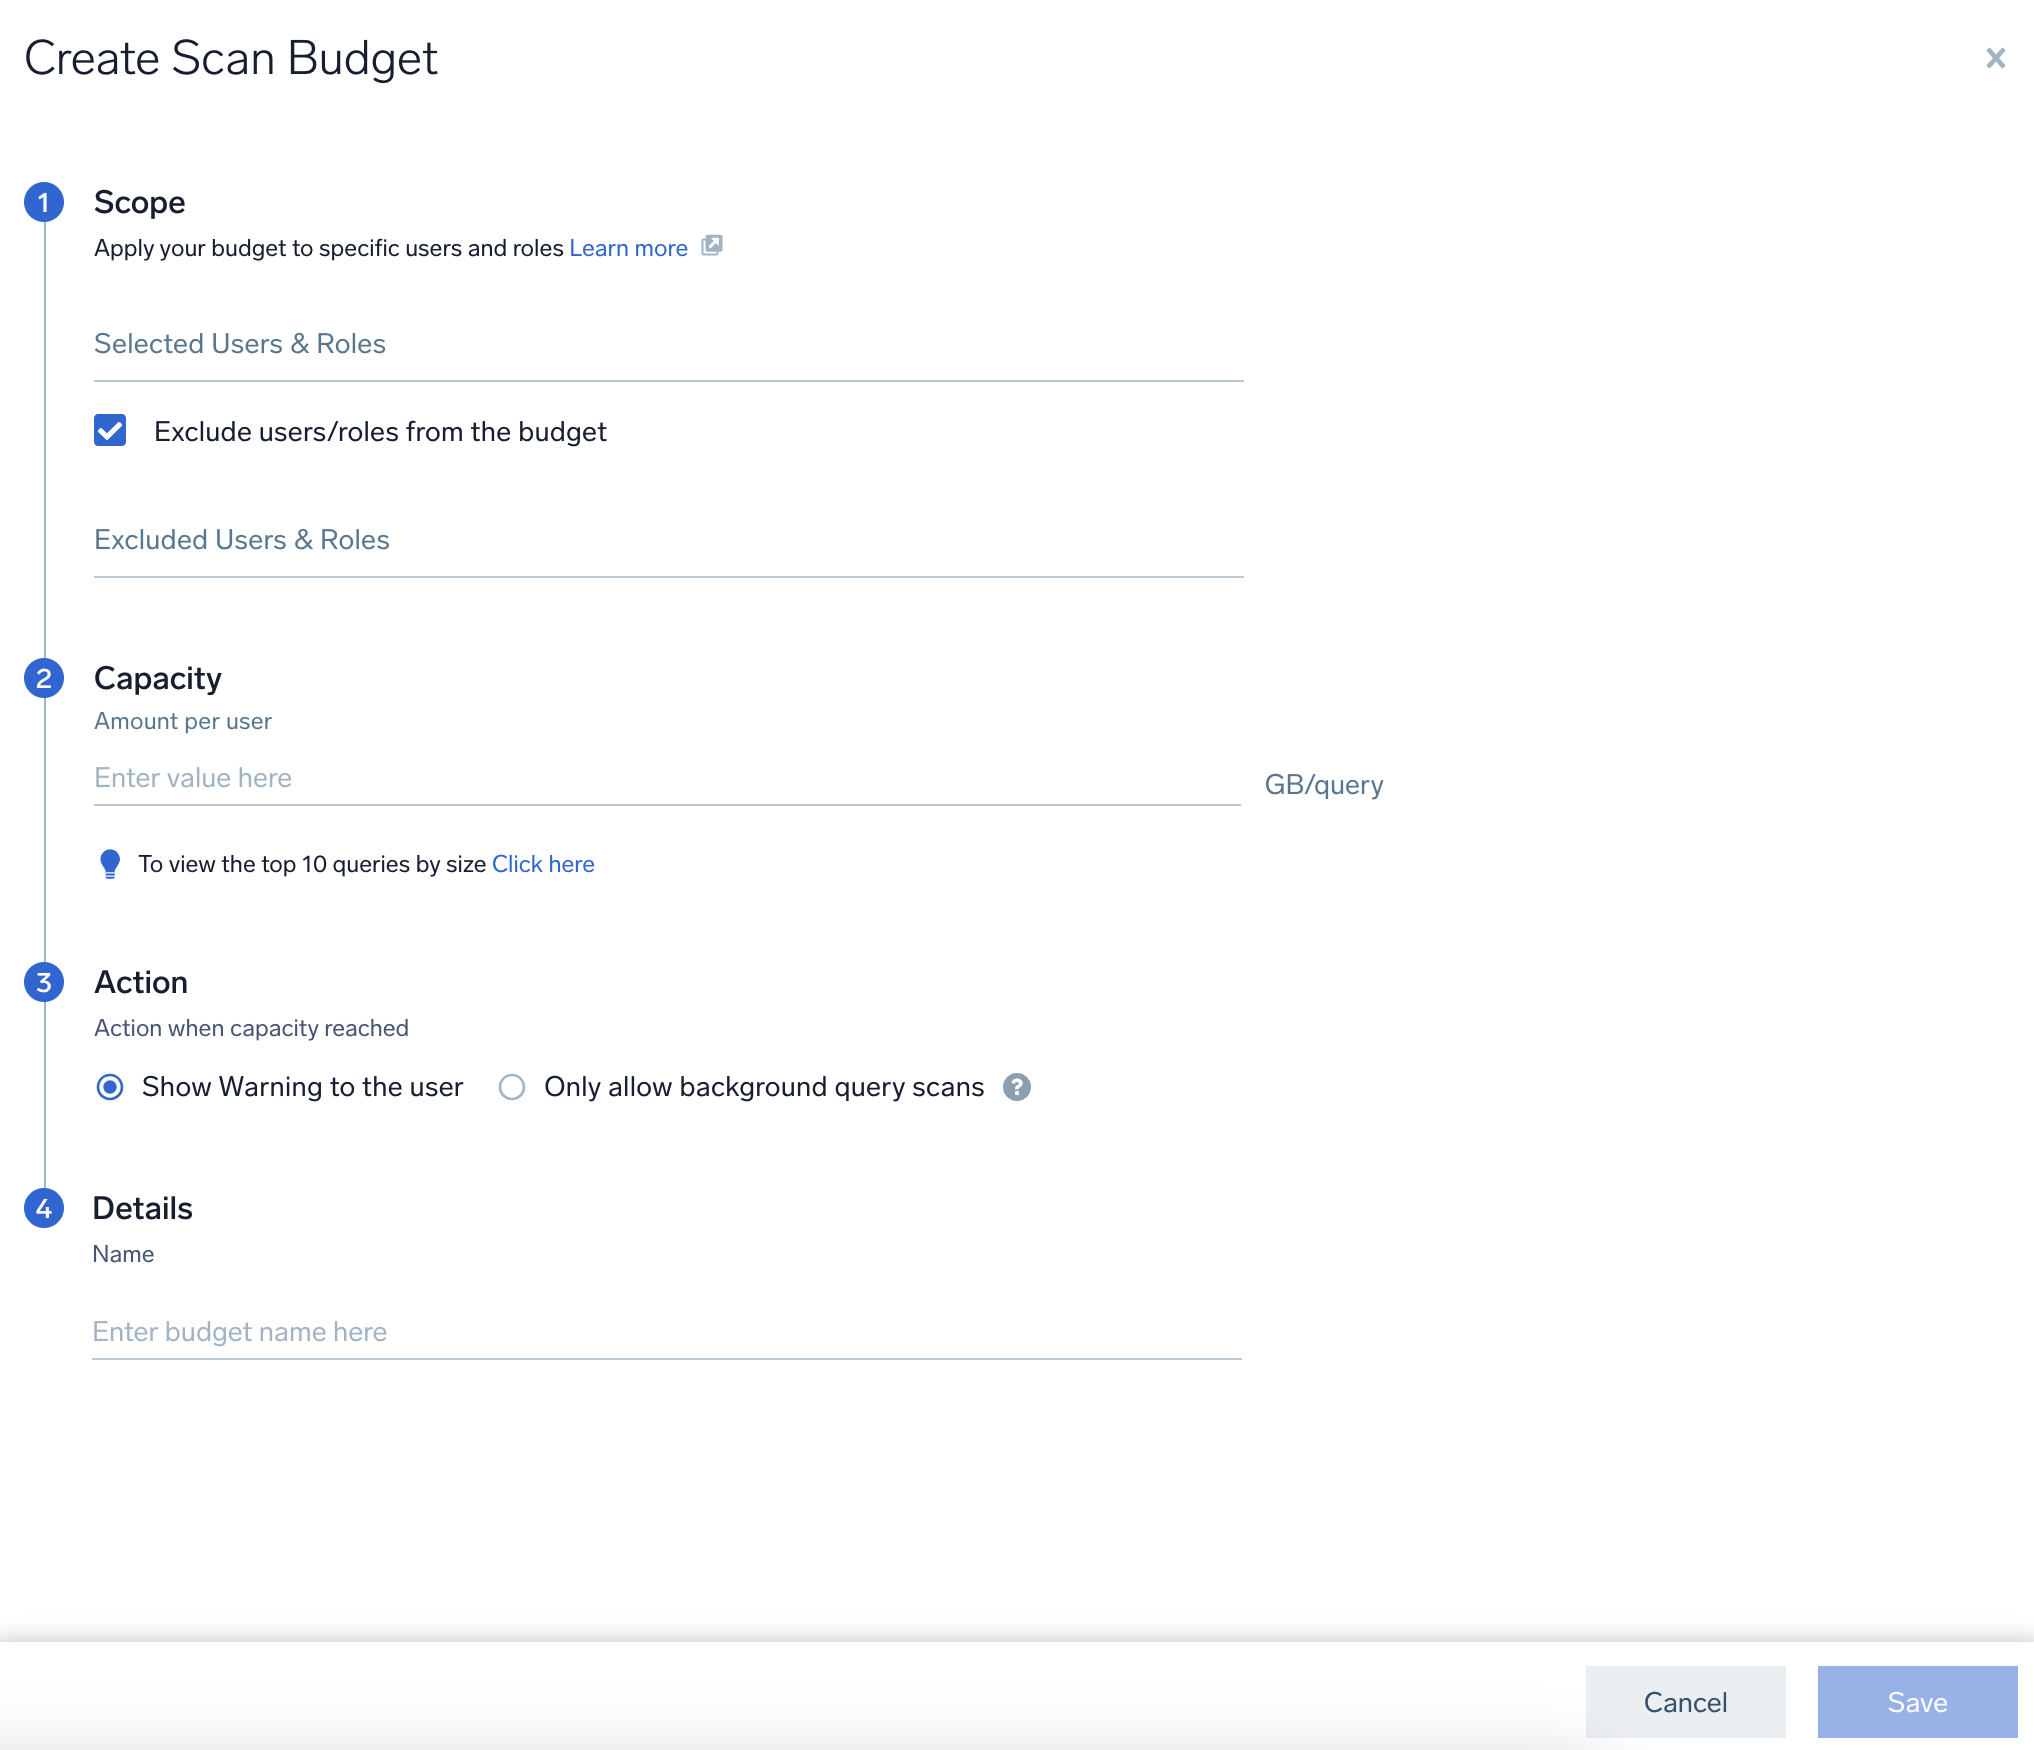 Create Scan Budget
1 Scope
Apply your budget to specific users and roles Learn more
Selected Users & Roles
Exclude users/roles from the budget
Excluded Users & Roles
2 Capacity
Amount per user
Enter value here GB/query
To view the top 10 queries by size Click here
3 Action
Action when capacity reached
Show Warning to the user Only allow background query scans ?
4 Details
Name
Enter budget name here
Cancel Save